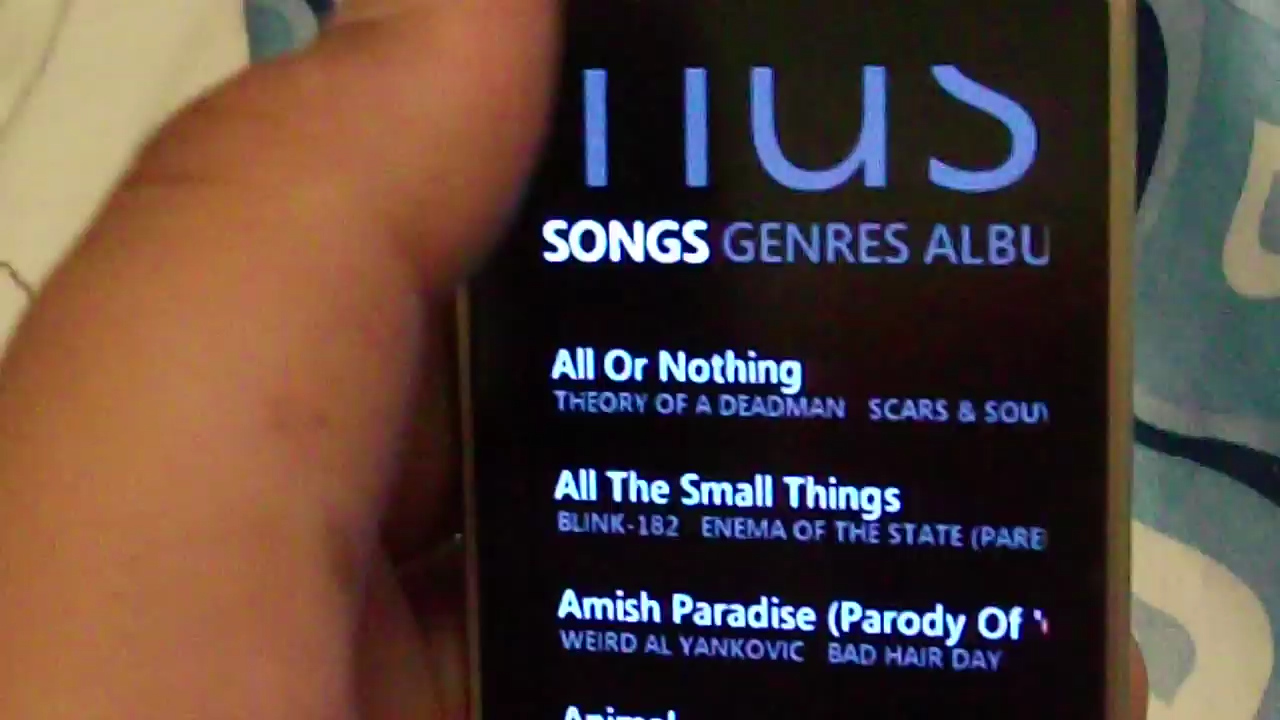 SONGS GENRES ALBU
All Or Nothing
THEORY OF A DEADMAN SCARS & SOU
All The Small Things
BLINK-182 ENEMA OF THE STATE (PARE
Amish Paradise (Parody Of
WEIRD AL YANKOVIC BAD HAIR DAY
Animal